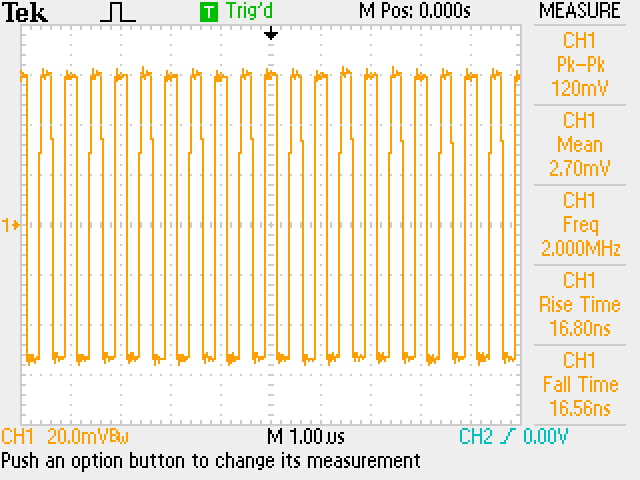 Tek T Trig'd M Pos: 0.000s MEASURE
CH1
Pk-Pk
120mV
CH1
Mean
2.70mV
1
CH1
Freq
2.000MHz
CH1
Rise Time
16.80ns
CH1
Fall Time
16.56ns
CH1 20.0mVBW M 1.00us CH2 0.00V
Push an option button to change its measurement